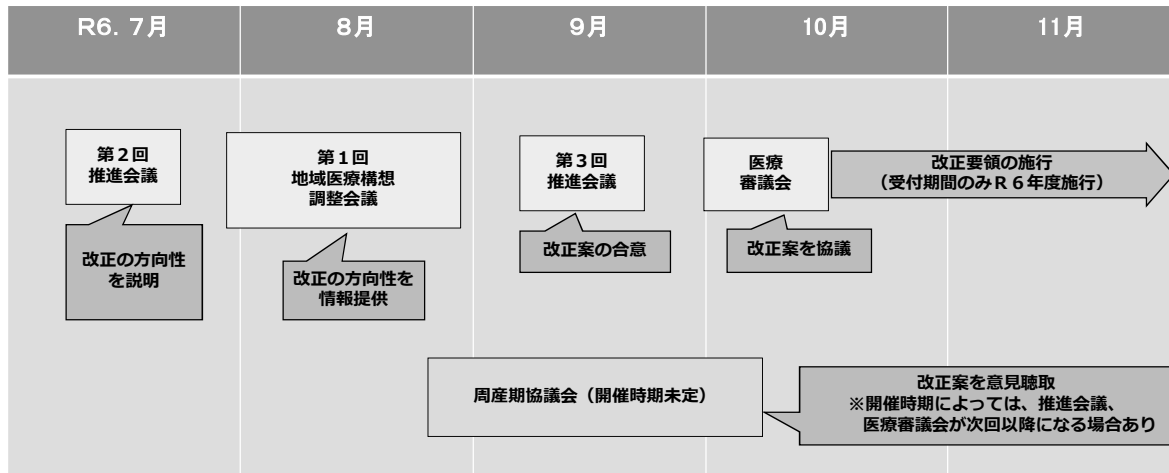 R6．7月
8月
9月
10月
11月
第２回
推進会議
第１回
地域医療構想
調整会議
第３回
推進会議
医療
審議会
改正要領の施行
（受付期間のみＲ６年度施行）
改正の方向性
を説明
改正の方向性を
情報提供
改正案の合意
改正案を協議
周産期協議会（開催時期未定）
改正案を意見聴取
※開催時期によっては、推進会議、
医療審議会が次回以降になる場合あり